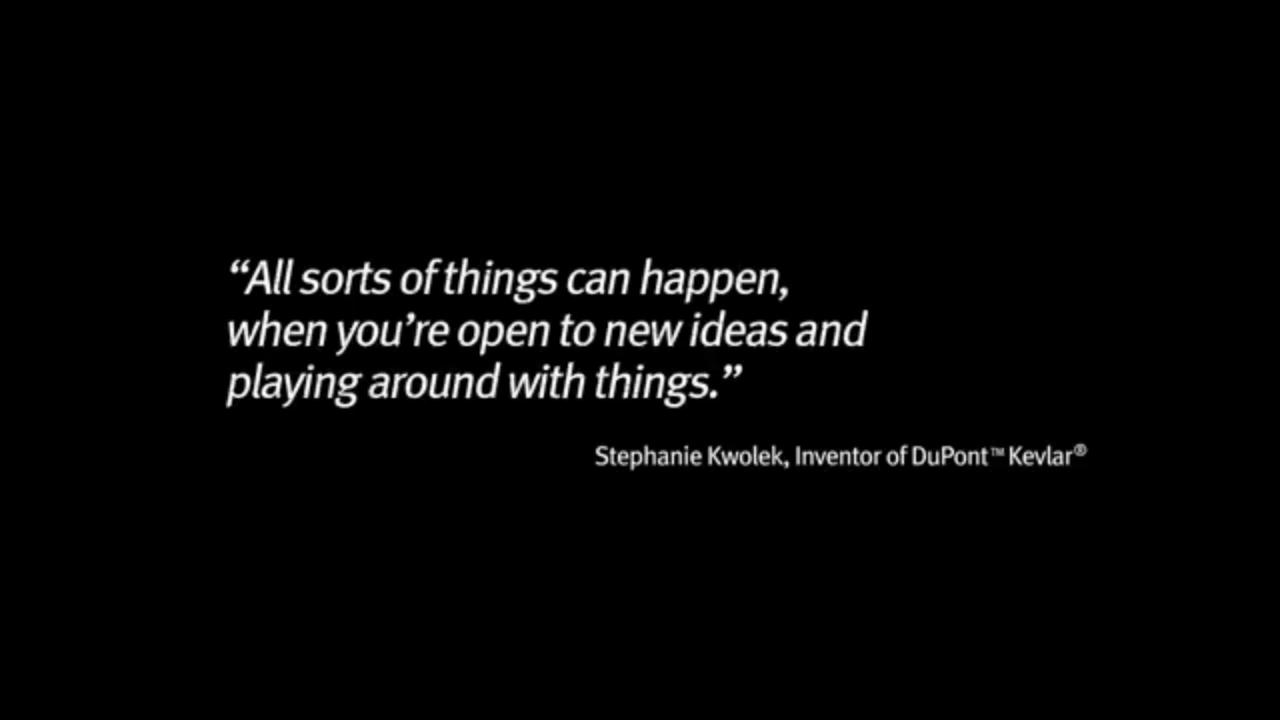 “All sorts of things can happen,
when you’re open to new ideas and
playing around with things.”
Stephanie Kwolek, Inventor of DuPont™ Kevlar®